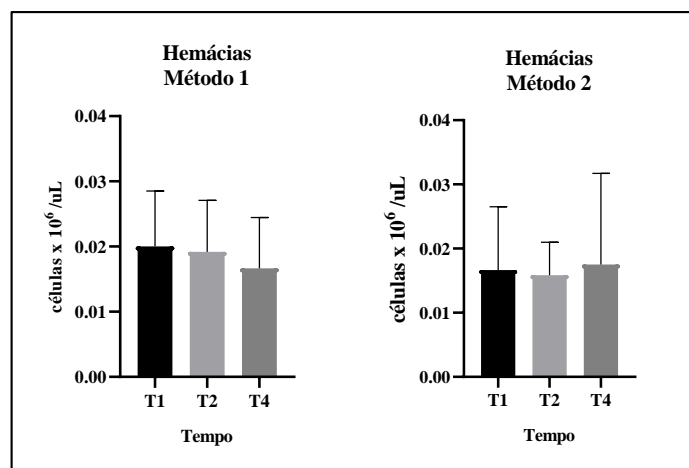 Hemácias
Método 1
células x 10⁶ /uL
0.04
0.03
0.02
0.01
0.00
T1 T2 T4
Tempo
Hemácias
Método 2
células x 10⁶ /uL
0.04
0.03
0.02
0.01
0.00
T1 T2 T4
Tempo